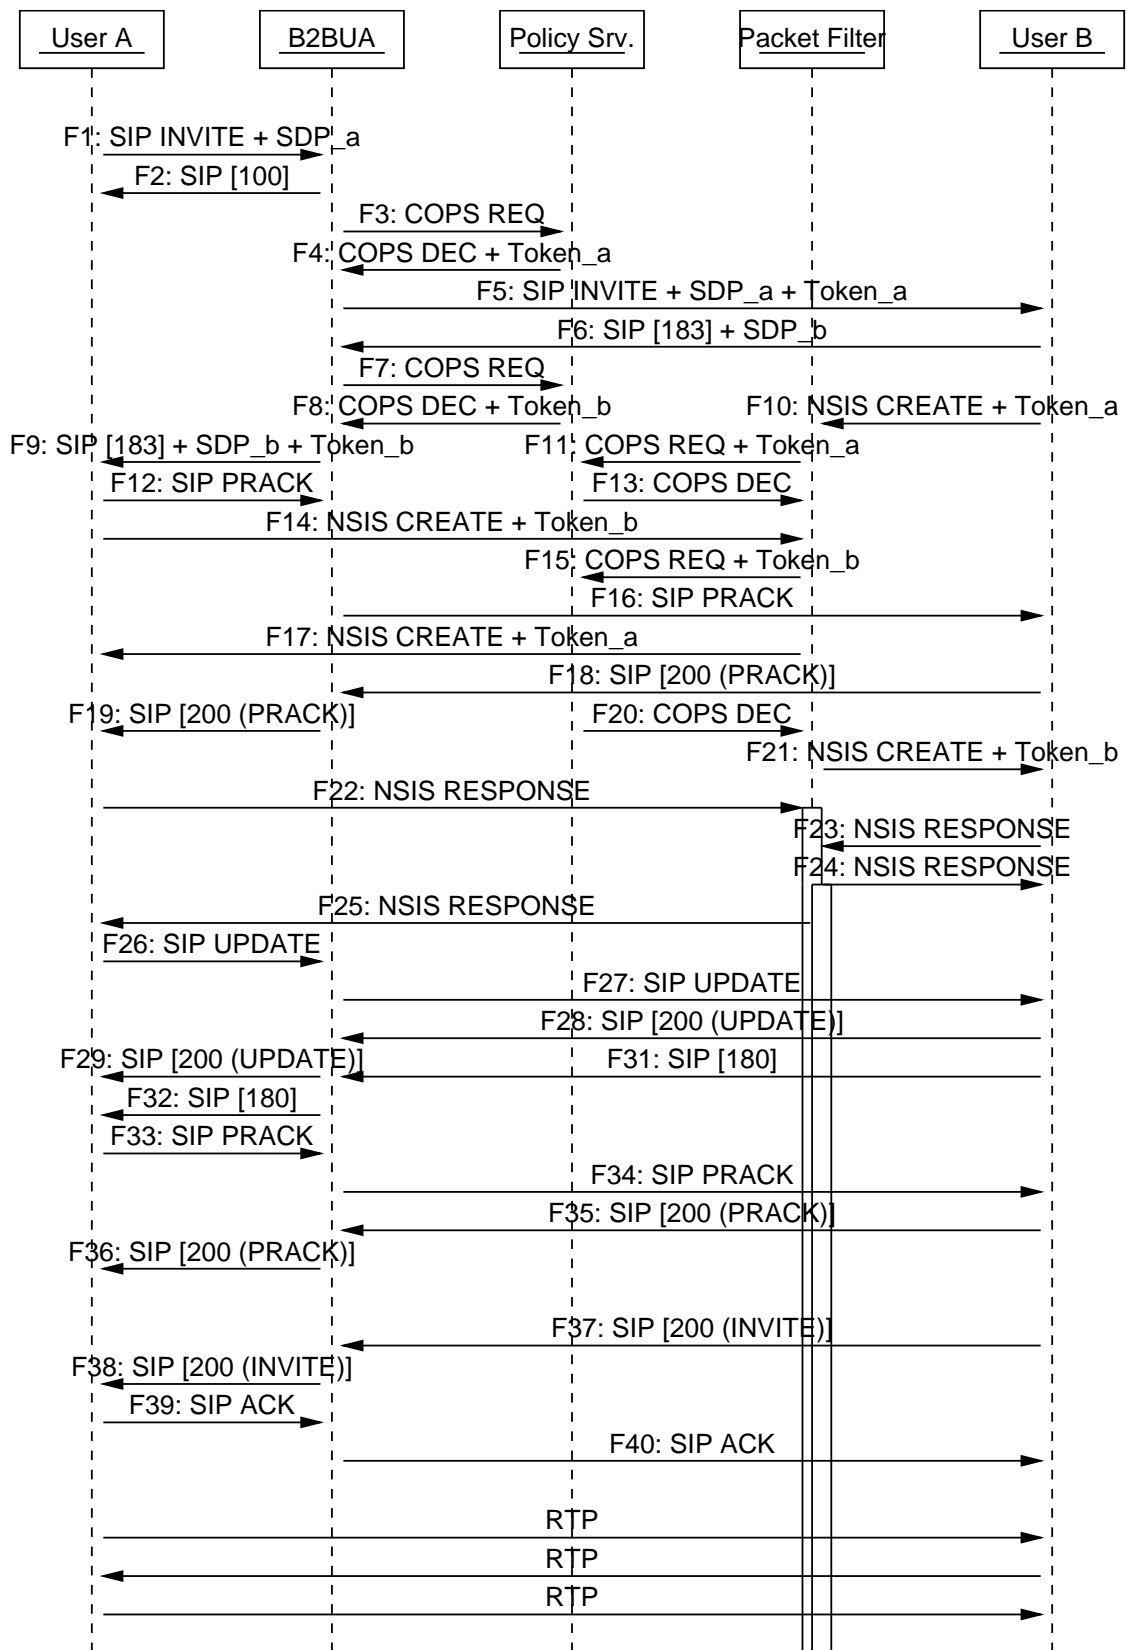 User A
B2BUA
Policy Srv.
Packet Filter
User B
F1: SIP INVITE + SDP_a
F2: SIP [100]
F3: COPS REQ
F4: COPS DEC + Token_a
F5: SIP INVITE + SDP_a + Token_a
F6: SIP [183] + SDP_b
F7: COPS REQ
F8: COPS DEC + Token_b
F10: NSIS CREATE + Token_a
F9: SIP [183] + SDP_b + Token_b
F11: COPS REQ + Token_a
F12: SIP PRACK
F13: COPS DEC
F14: NSIS CREATE + Token_b
F15: COPS REQ + Token_b
F16: SIP PRACK
F17: NSIS CREATE + Token_a
F18: SIP [200 (PRACK)]
F19: SIP [200 (PRACK)]
F20: COPS DEC
F21: NSIS CREATE + Token_b
F22: NSIS RESPONSE
F23: NSIS RESPONSE
F24: NSIS RESPONSE
F25: NSIS RESPONSE
F26: SIP UPDATE
F27: SIP UPDATE
F28: SIP [200 (UPDATE)]
F29: SIP [200 (UPDATE)]
F31: SIP [180]
F32: SIP [180]
F33: SIP PRACK
F34: SIP PRACK
F35: SIP [200 (PRACK)]
F36: SIP [200 (PRACK)]
F37: SIP [200 (INVITE)]
F38: SIP [200 (INVITE)]
F39: SIP ACK
F40: SIP ACK
RTP
RTP
RTP